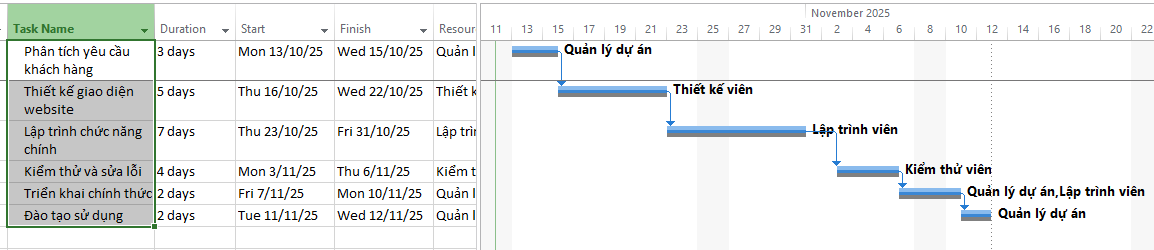 Task Name Duration Start Finish Resour
Phân tích yêu cầu 3 days Mon 13/10/25 Wed 15/10/25 Quản l
khách hàng
Thiết kế giao diện 5 days Thu 16/10/25 Wed 22/10/25 Thiết k
website
Lập trình chức năng 7 days Thu 23/10/25 Fri 31/10/25 Lập trìn
chính
Kiểm thử và sửa lỗi 4 days Mon 3/11/25 Thu 6/11/25 Kiểm t
Triển khai chính thức 2 days Fri 7/11/25 Mon 10/11/25 Quản l
Đào tạo sử dụng 2 days Tue 11/11/25 Wed 12/11/25 Quản l
November 2025
11 13 15 17 19 21 23 25 27 29 31 2 4 6 8 10 12 14 16 18 20 22
Quản lý dự án
Thiết kế viên
Lập trình viên
Kiểm thử viên
Quản lý dự án,Lập trình viên
Quản lý dự án